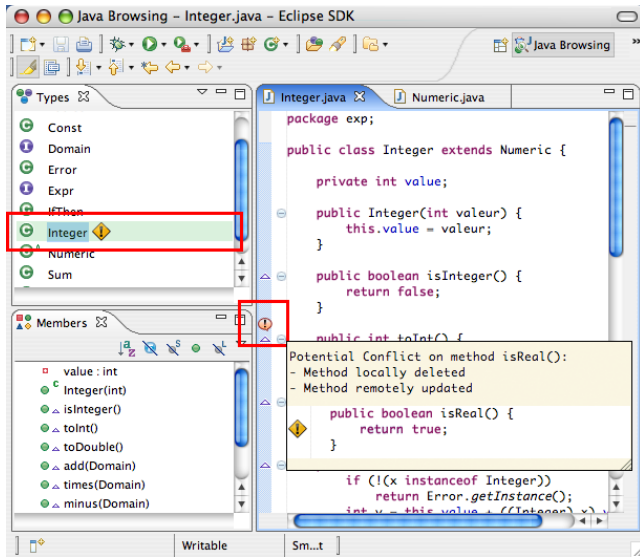 Java Browsing – Integer.java – Eclipse SDK
Java Browsing
Types
Const
Domain
Error
Expr
IfThen
Integer
Numeric
Sum
Members
value : int
Integer(int)
isInteger()
toInt()
toDouble()
add(Domain)
times(Domain)
minus(Domain)
Integer.java
Numeric.java
package exp;
public class Integer extends Numeric {
private int value;
public Integer(int valeur) {
this.value = valeur;
}
public boolean isInteger() {
return false;
}
public int toInt() {
Potential Conflict on method isReal():
- Method locally deleted
- Method remotely updated
public boolean isReal() {
return true;
}
if (!(x instanceof Integer))
return Error.getInstance();
int v = this.value + ((Integer) x)
Writable
Sm...t